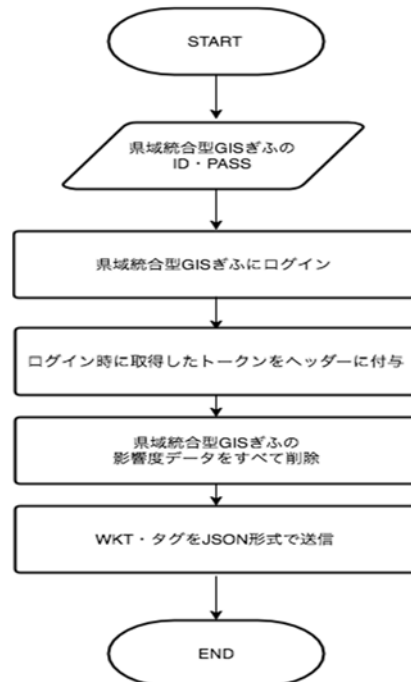 START
県域統合型GISぎふの
ID・PASS
県域統合型GISぎふにログイン
ログイン時に取得したトークンをヘッダーに付与
県域統合型GISぎふの
影響度データをすべて削除
WKT・タグをJSON形式で送信
END